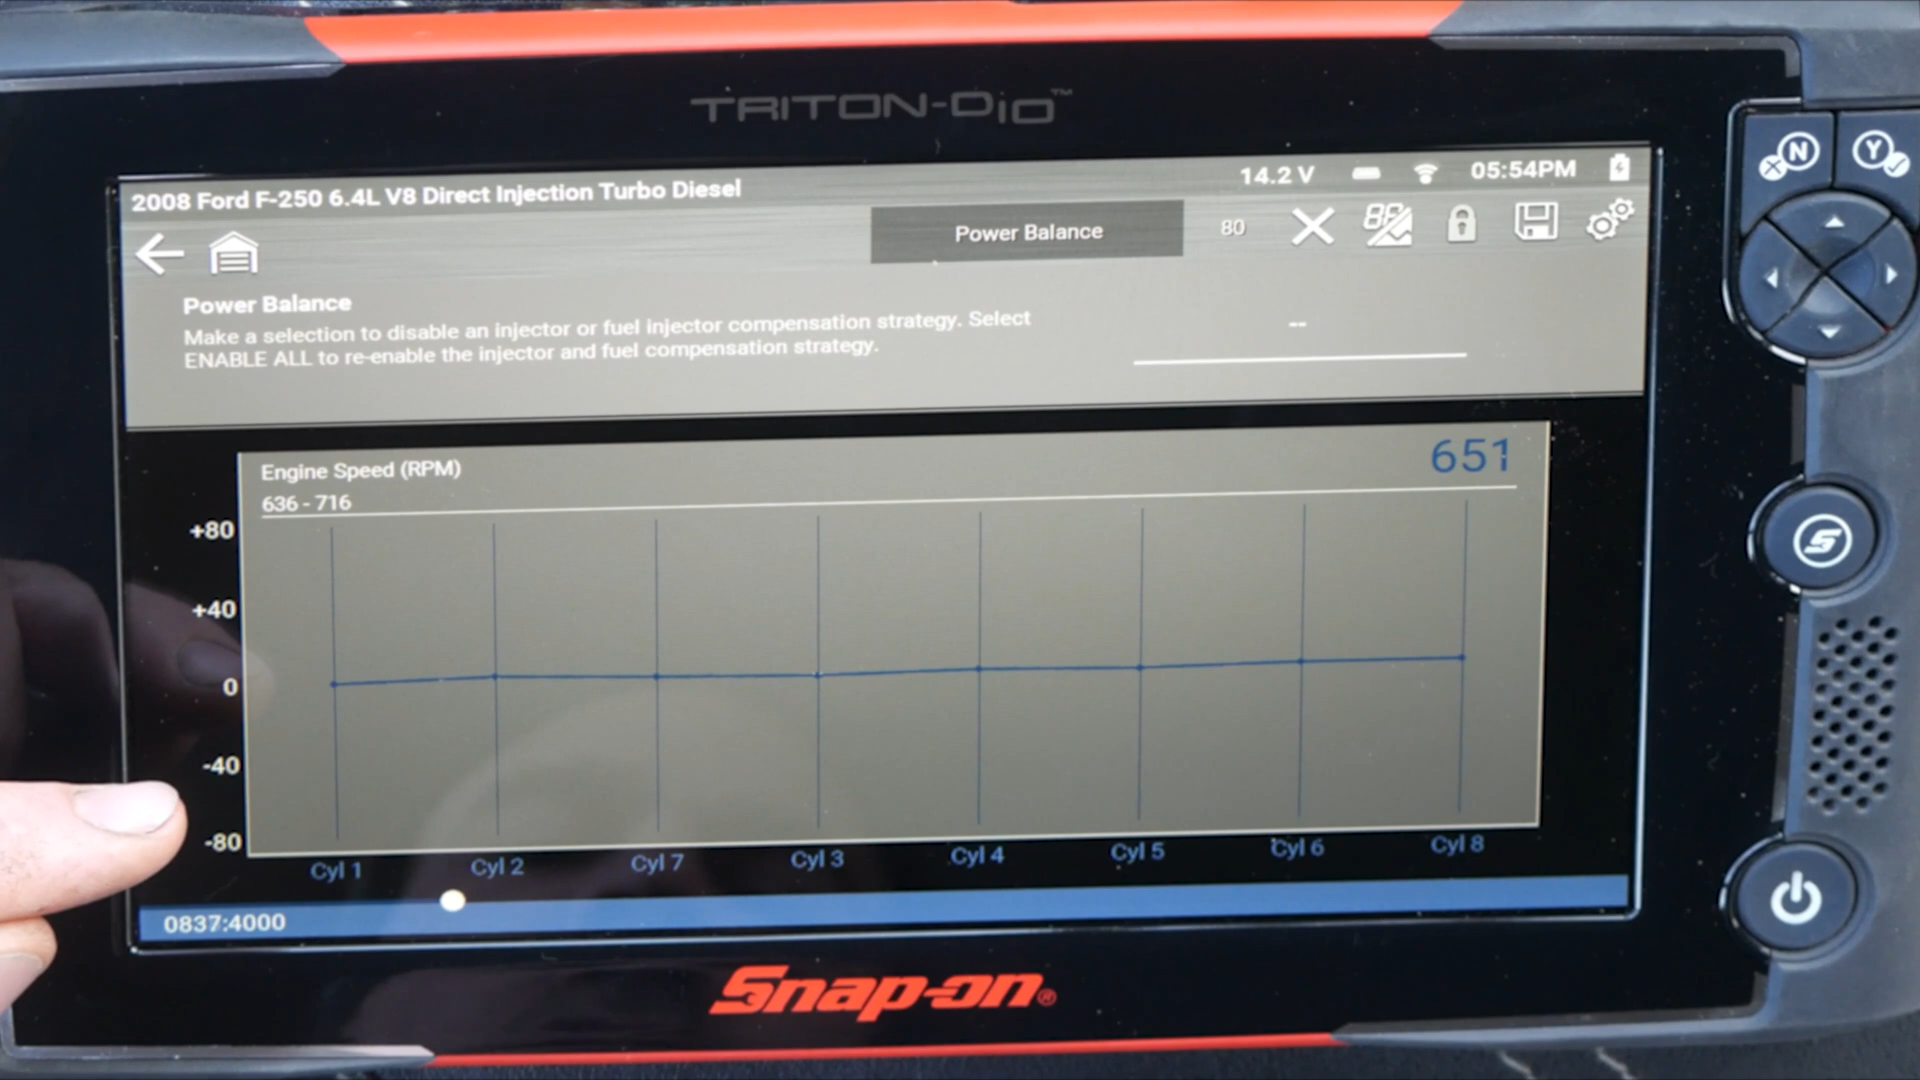 TRITON-D10™
2008 Ford F-250 6.4L V8 Direct Injection Turbo Diesel
14.2 V
05:54PM
Power Balance
80
N
Y
Power Balance
Make a selection to disable an injector or fuel injector compensation strategy. Select
ENABLE ALL to re-enable the injector and fuel compensation strategy.
--
Engine Speed (RPM)
651
636 - 716
+80
+40
0
-40
-80
Cyl 1
Cyl 2
Cyl 7
Cyl 3
Cyl 4
Cyl 5
Cyl 6
Cyl 8
0837:4000
S
Snap-on®